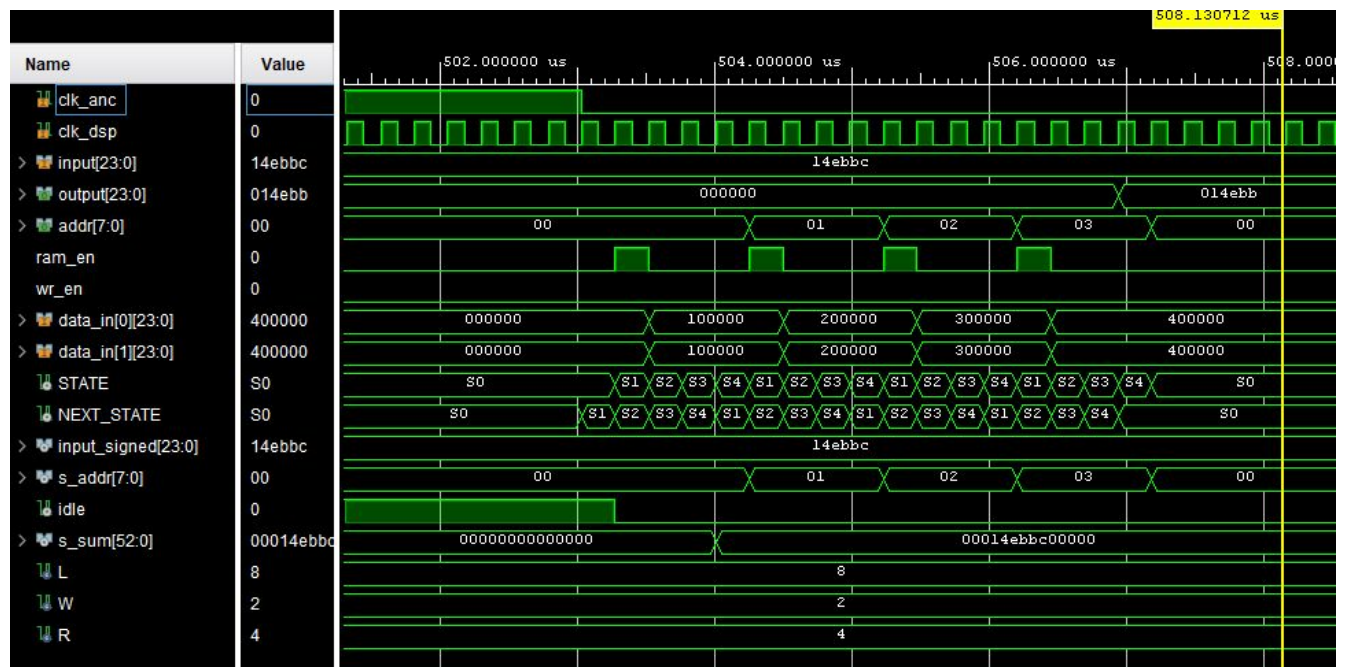 508.130712 us
Name Value 502.000000 us 504.000000 us 506.000000 us 508.000
clk_anc 0
clk_dsp 0
input[23:0] 14ebbc 14ebbc
output[23:0] 014ebb 000000 014ebb
addr[7:0] 00 00 01 02 03 00
ram_en 0
wr_en 0
data_in[0][23:0] 400000 000000 100000 200000 300000 400000
data_in[1][23:0] 400000 000000 100000 200000 300000 400000
STATE S0 S0 S1 S2 S3 S4 S1 S2 S3 S4 S1 S2 S3 S4 S1 S2 S3 S4 S0
NEXT_STATE S0 S0 S1 S2 S3 S4 S1 S2 S3 S4 S1 S2 S3 S4 S1 S2 S3 S4 S0
input_signed[23:0] 14ebbc 14ebbc
s_addr[7:0] 00 00 01 02 03 00
idle 0
s_sum[52:0] 00014ebbc 00000000000000 00014ebbc00000
L 8 8
W 2 2
R 4 4